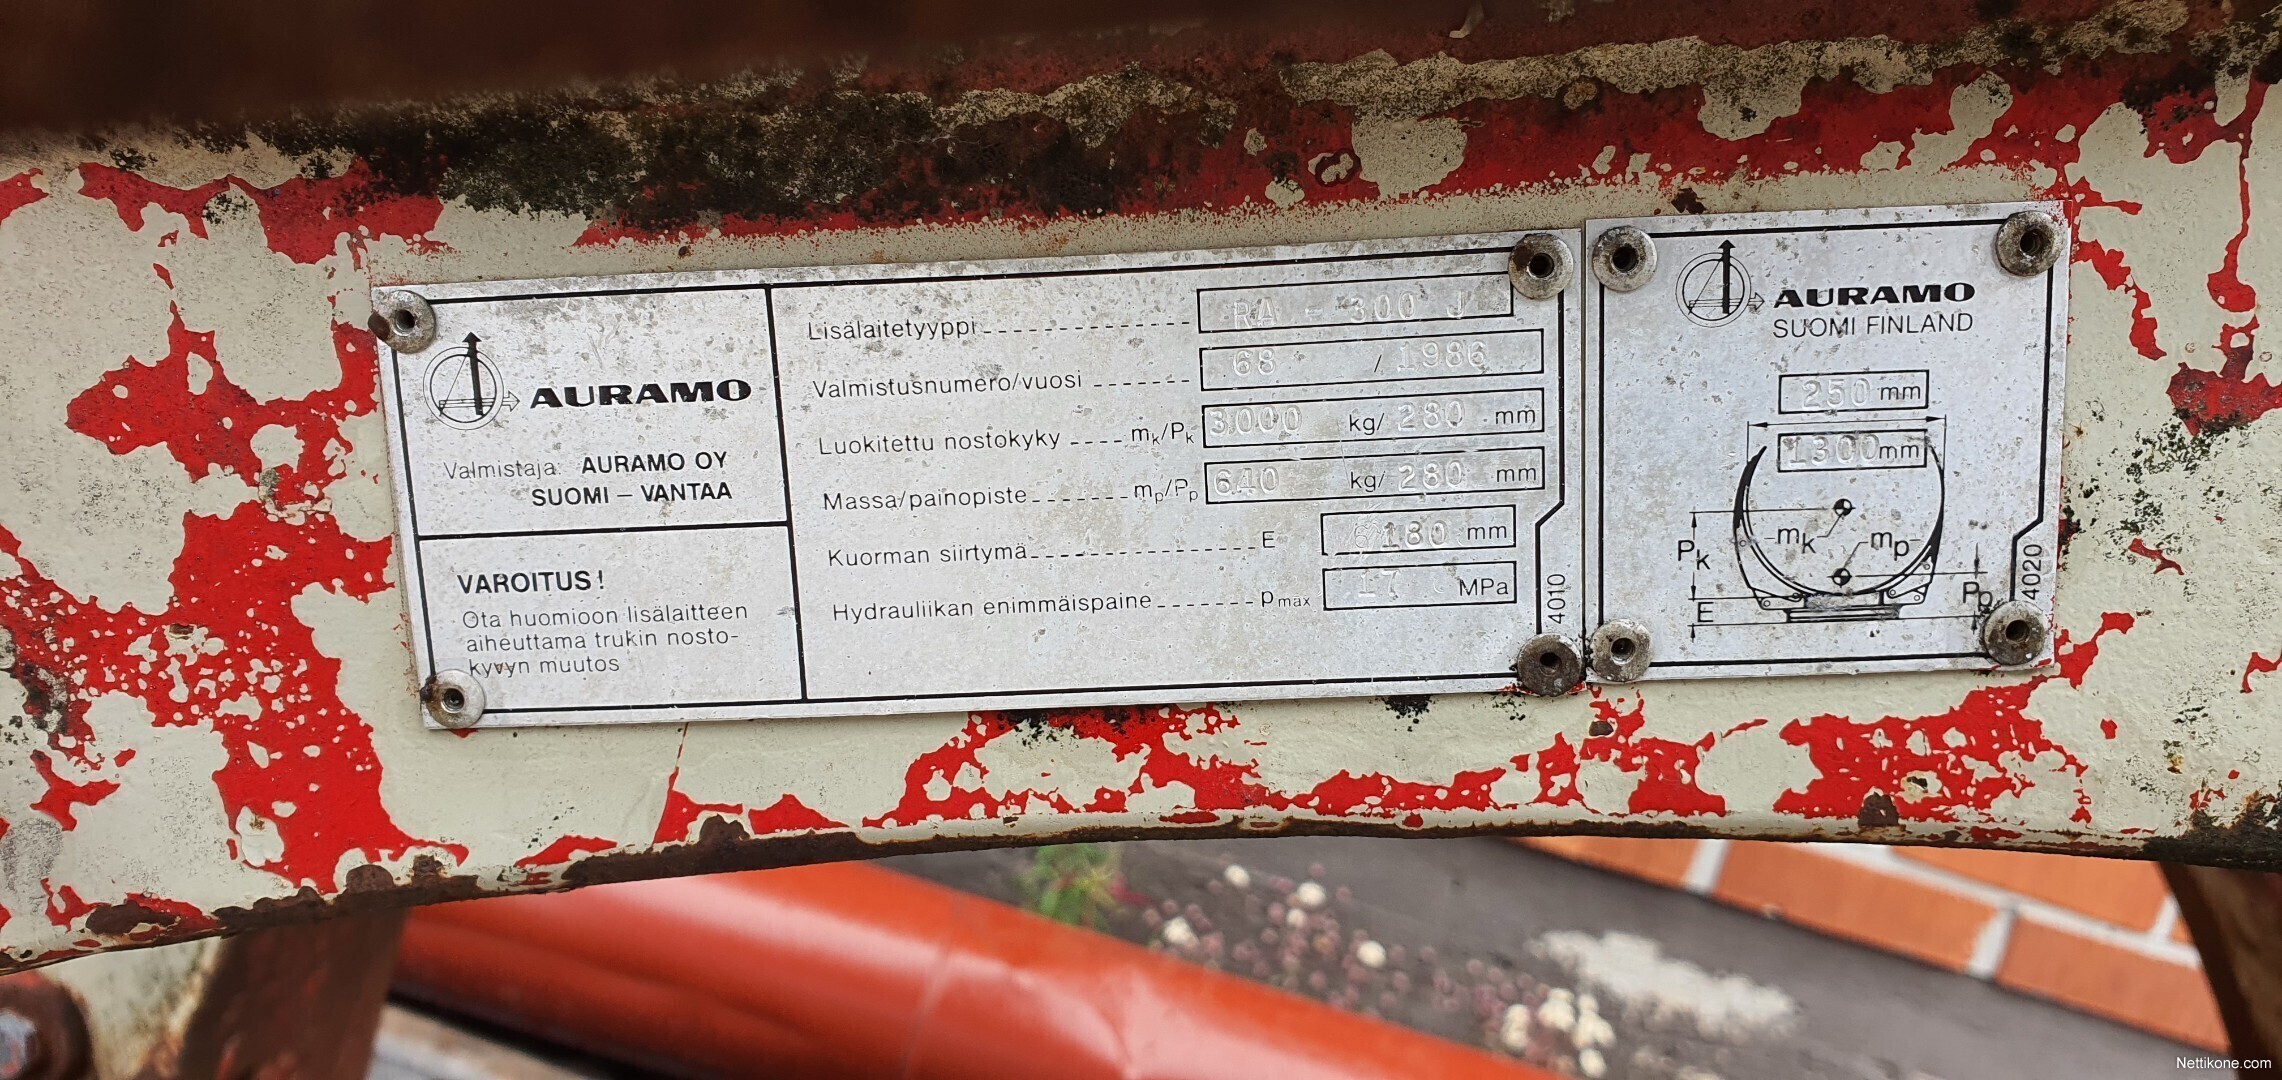 AURAMO
Valmistaja: AURAMO OY
SUOMI – VANTAA
VAROITUS!
Ota huomioon lisälaitteen
aiheuttama trukin nosto-
kyvyn muutos
Lisälaitetyyppi RA - 300 J
Valmistusnumero/vuosi 68 / 1986
Luokitettu nostokyky mk/Pk 3000 kg/ 280 mm
Massa/painopiste mp/Pp 640 kg/ 280 mm
Kuorman siirtymä E 180 mm
Hydrauliikan enimmäispaine pmax 17 MPa
4010
AURAMO
SUOMI FINLAND
250 mm
1300 mm
mk mp
Pk
Pp
E
4020
Nettikone.com